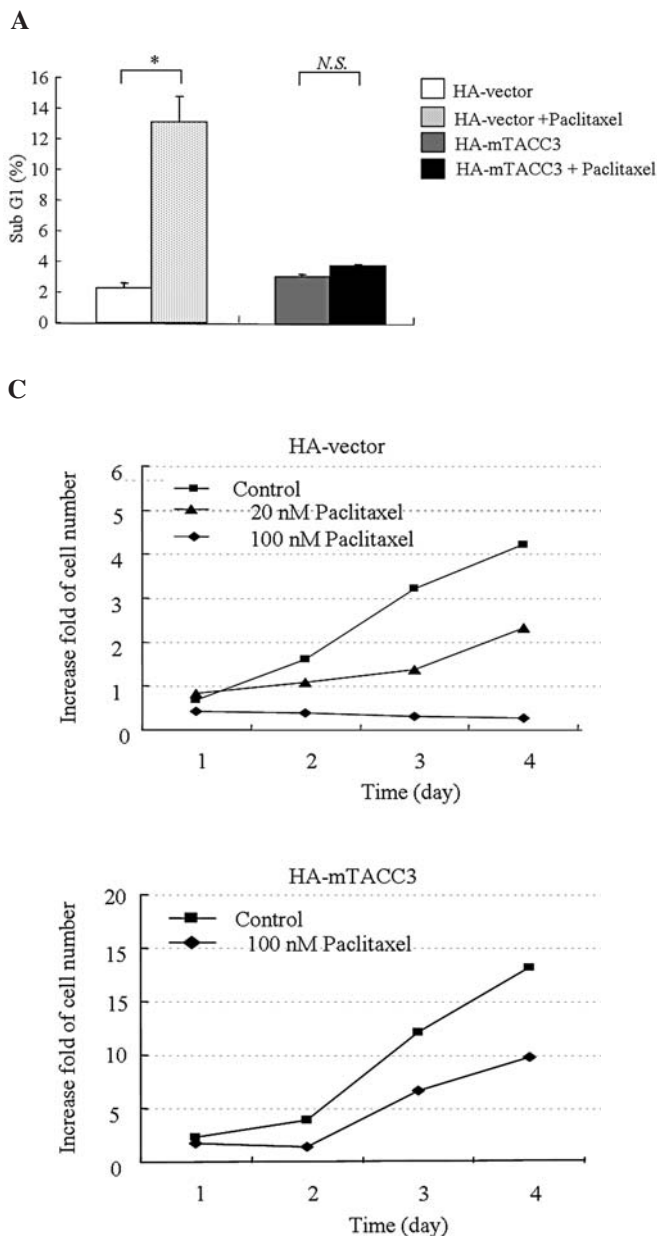 A
* N.S.
16
14
12
10
8
6
4
2
0
Sub G1 (%)
HA-vector
HA-vector +Paclitaxel
HA-mTACC3
HA-mTACC3 + Paclitaxel
C
HA-vector
6
5
4
3
2
1
0
Increase fold of cell number
Control
20 nM Paclitaxel
100 nM Paclitaxel
1 2 3 4
Time (day)
HA-mTACC3
20
15
10
5
0
Increase fold of cell number
Control
100 nM Paclitaxel
1 2 3 4
Time (day)